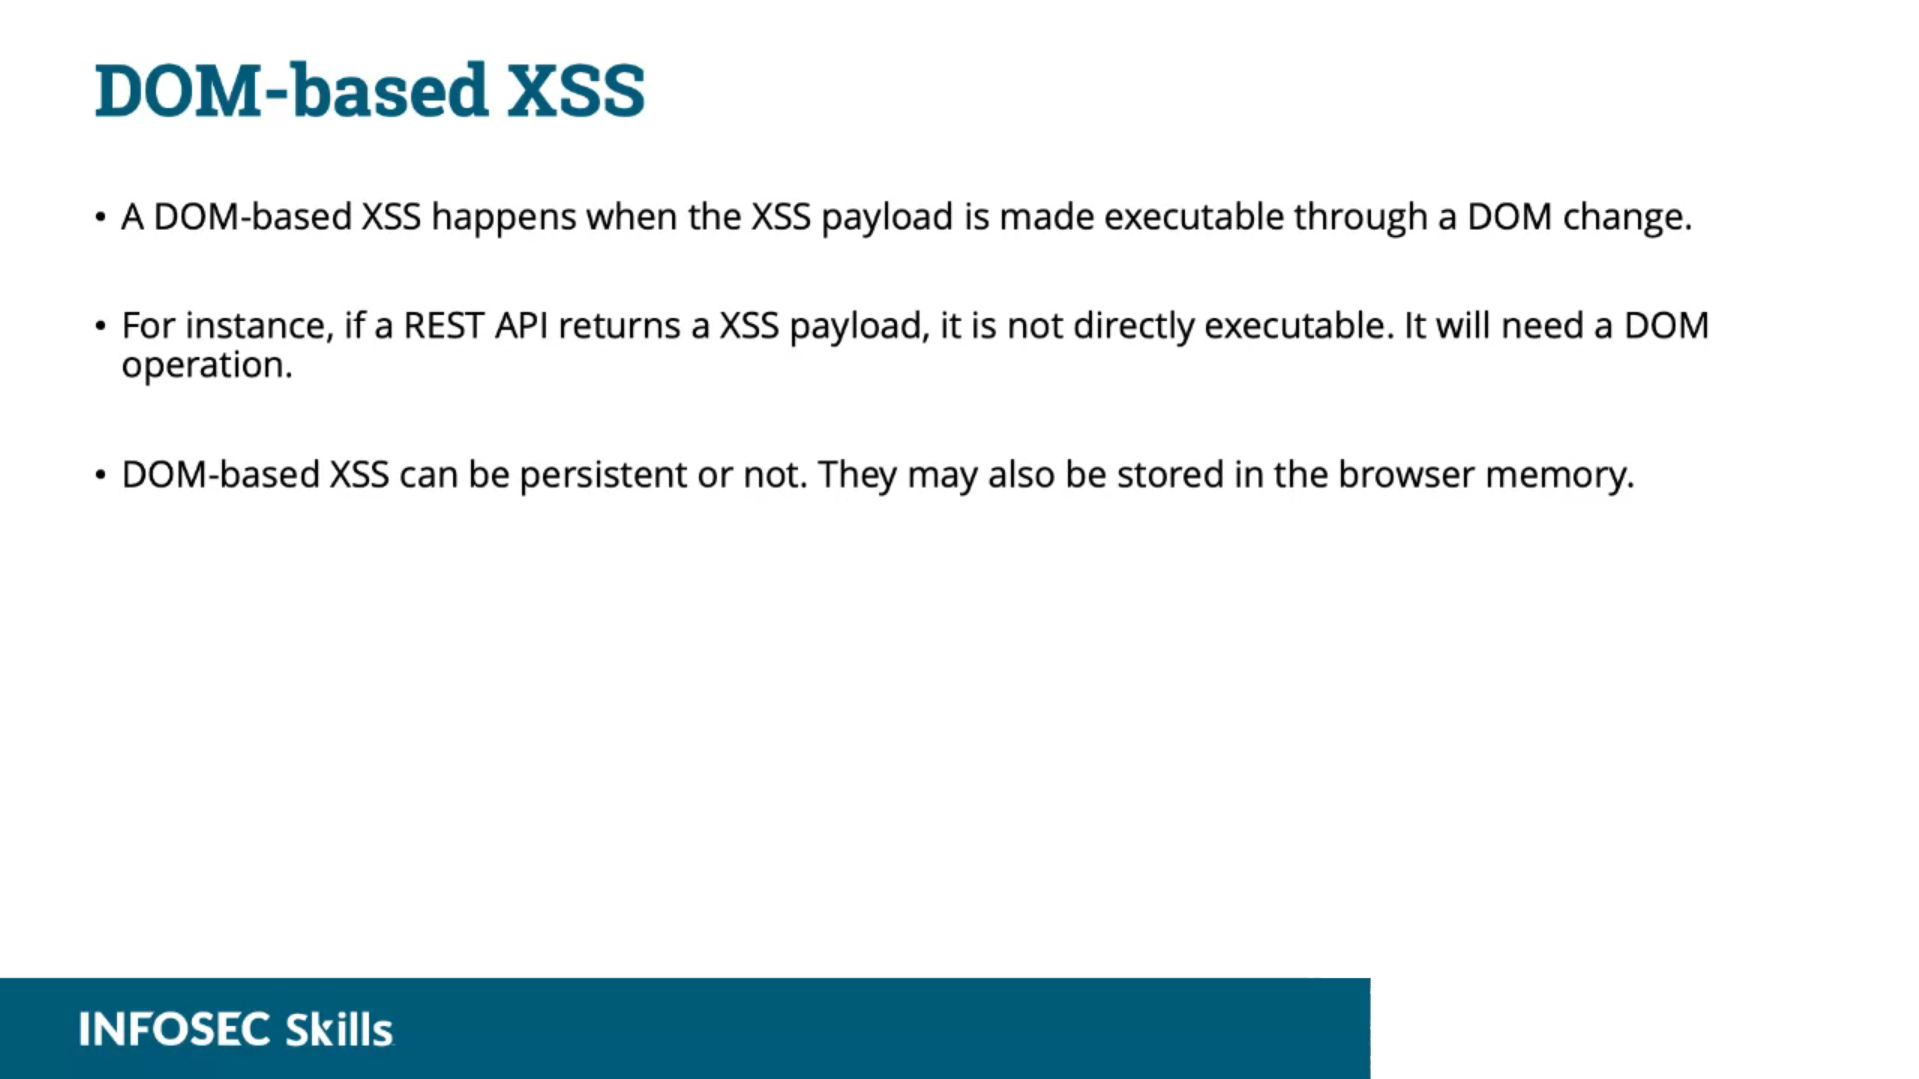 DOM-based XSS
• A DOM-based XSS happens when the XSS payload is made executable through a DOM change.
• For instance, if a REST API returns a XSS payload, it is not directly executable. It will need a DOM
operation.
• DOM-based XSS can be persistent or not. They may also be stored in the browser memory.
INFOSEC Skills